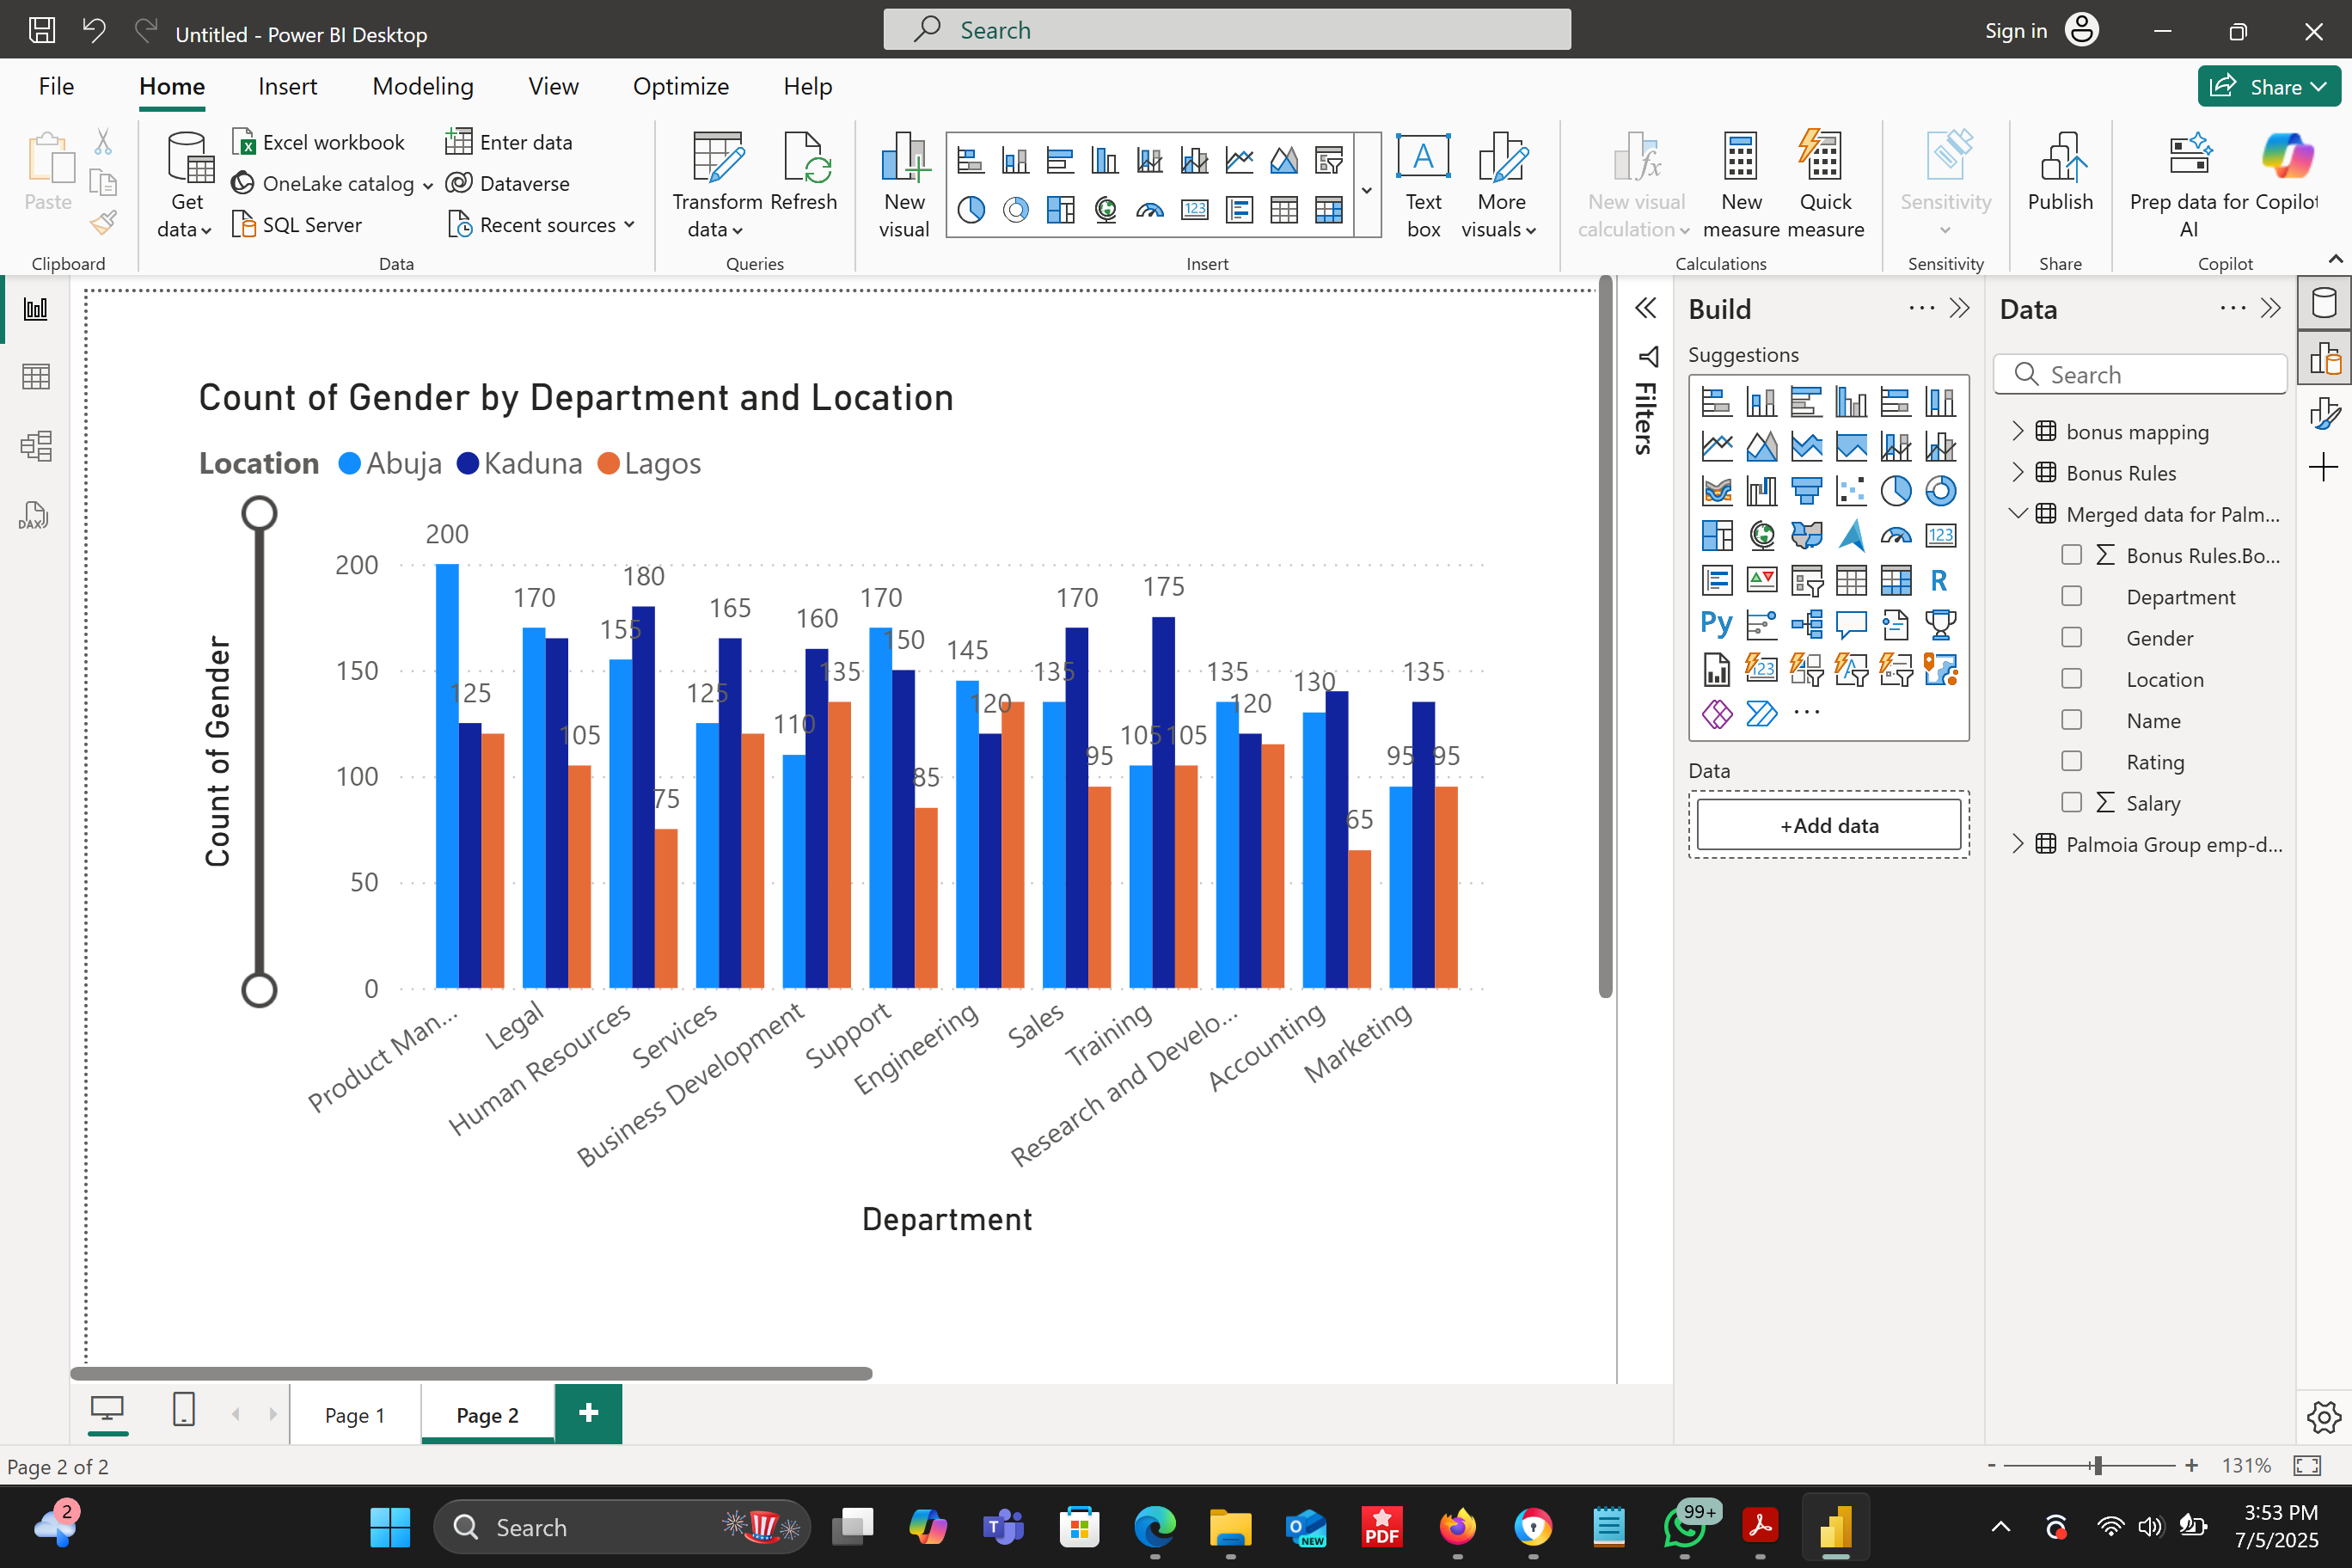 Untitled - Power BI Desktop
Search
Sign in
File
Home
Insert
Modeling
View
Optimize
Help
Share
Paste
Clipboard
Get data
Excel workbook
OneLake catalog
SQL Server
Enter data
Dataverse
Recent sources
Data
Transform data
Refresh
Queries
New visual
Insert
Text box
More visuals
New visual calculation
New measure
Quick measure
Calculations
Sensitivity
Sensitivity
Publish
Share
Prep data for AI
Copilot
Copilot
DAX
Count of Gender by Department and Location
Location Abuja Kaduna Lagos
Count of Gender
200
150
100
50
0
200 125
170 105
155 180 75
125 165
110 160 135
170 150 85
145 120
135 170 95
105 175 105
135 120
130 65
95 135 95
Product Man...
Legal
Human Resources
Services
Business Development
Support
Engineering
Sales
Training
Research and Develo...
Accounting
Marketing
Department
Filters
Build
Suggestions
123
R
Py
Data
+Add data
Data
Search
bonus mapping
Bonus Rules
Merged data for Palm...
Σ Bonus Rules.Bo...
Department
Gender
Location
Name
Rating
Σ Salary
Palmoia Group emp-d...
Page 1
Page 2
Page 2 of 2
- + 131%
2
Search
NEW
PDF
99+
3:53 PM
7/5/2025